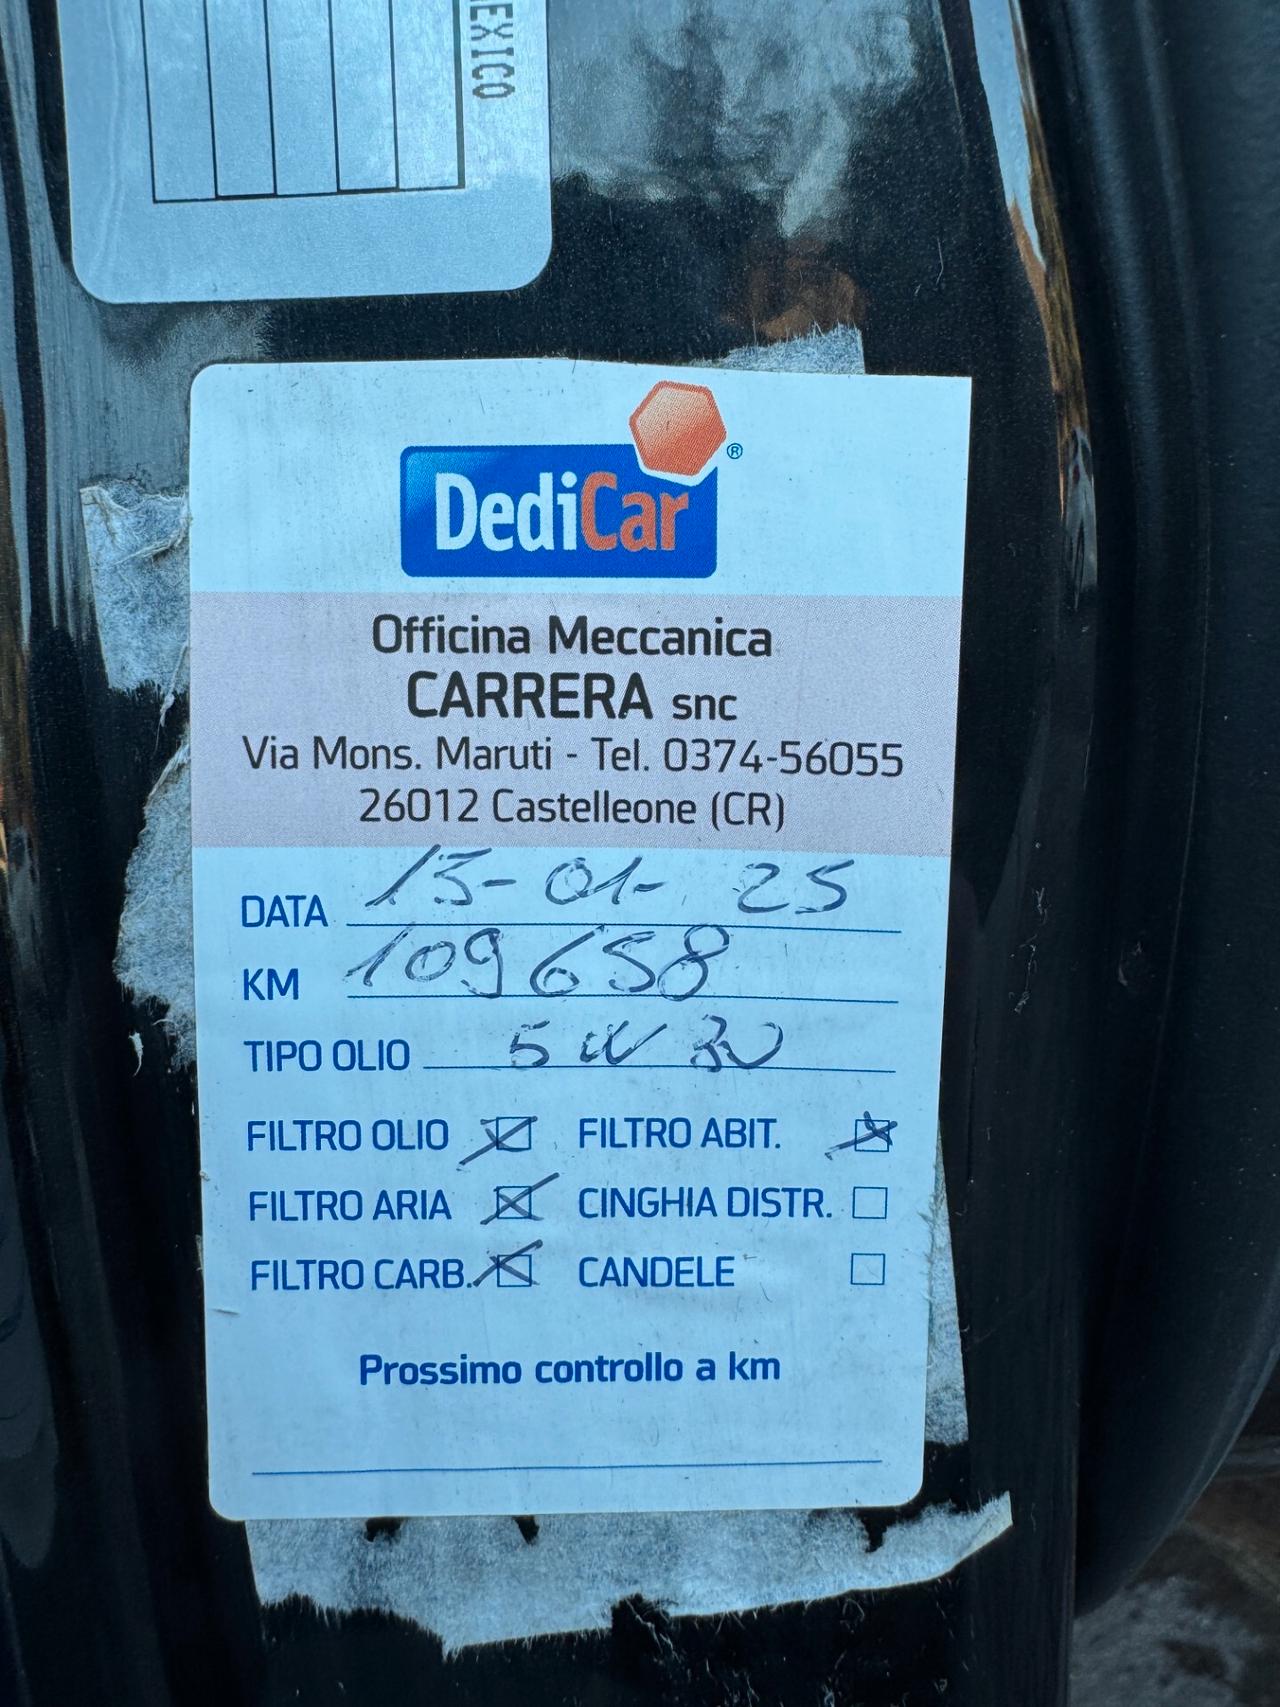 MEXICO
DediCar®
Officina Meccanica
CARRERA snc
Via Mons. Maruti - Tel. 0374-56055
26012 Castelleone (CR)
DATA 13-01-25
KM 109658
TIPO OLIO 5W30
FILTRO OLIO FILTRO ABIT.
FILTRO ARIA CINGHIA DISTR.
FILTRO CARB. CANDELE
Prossimo controllo a km